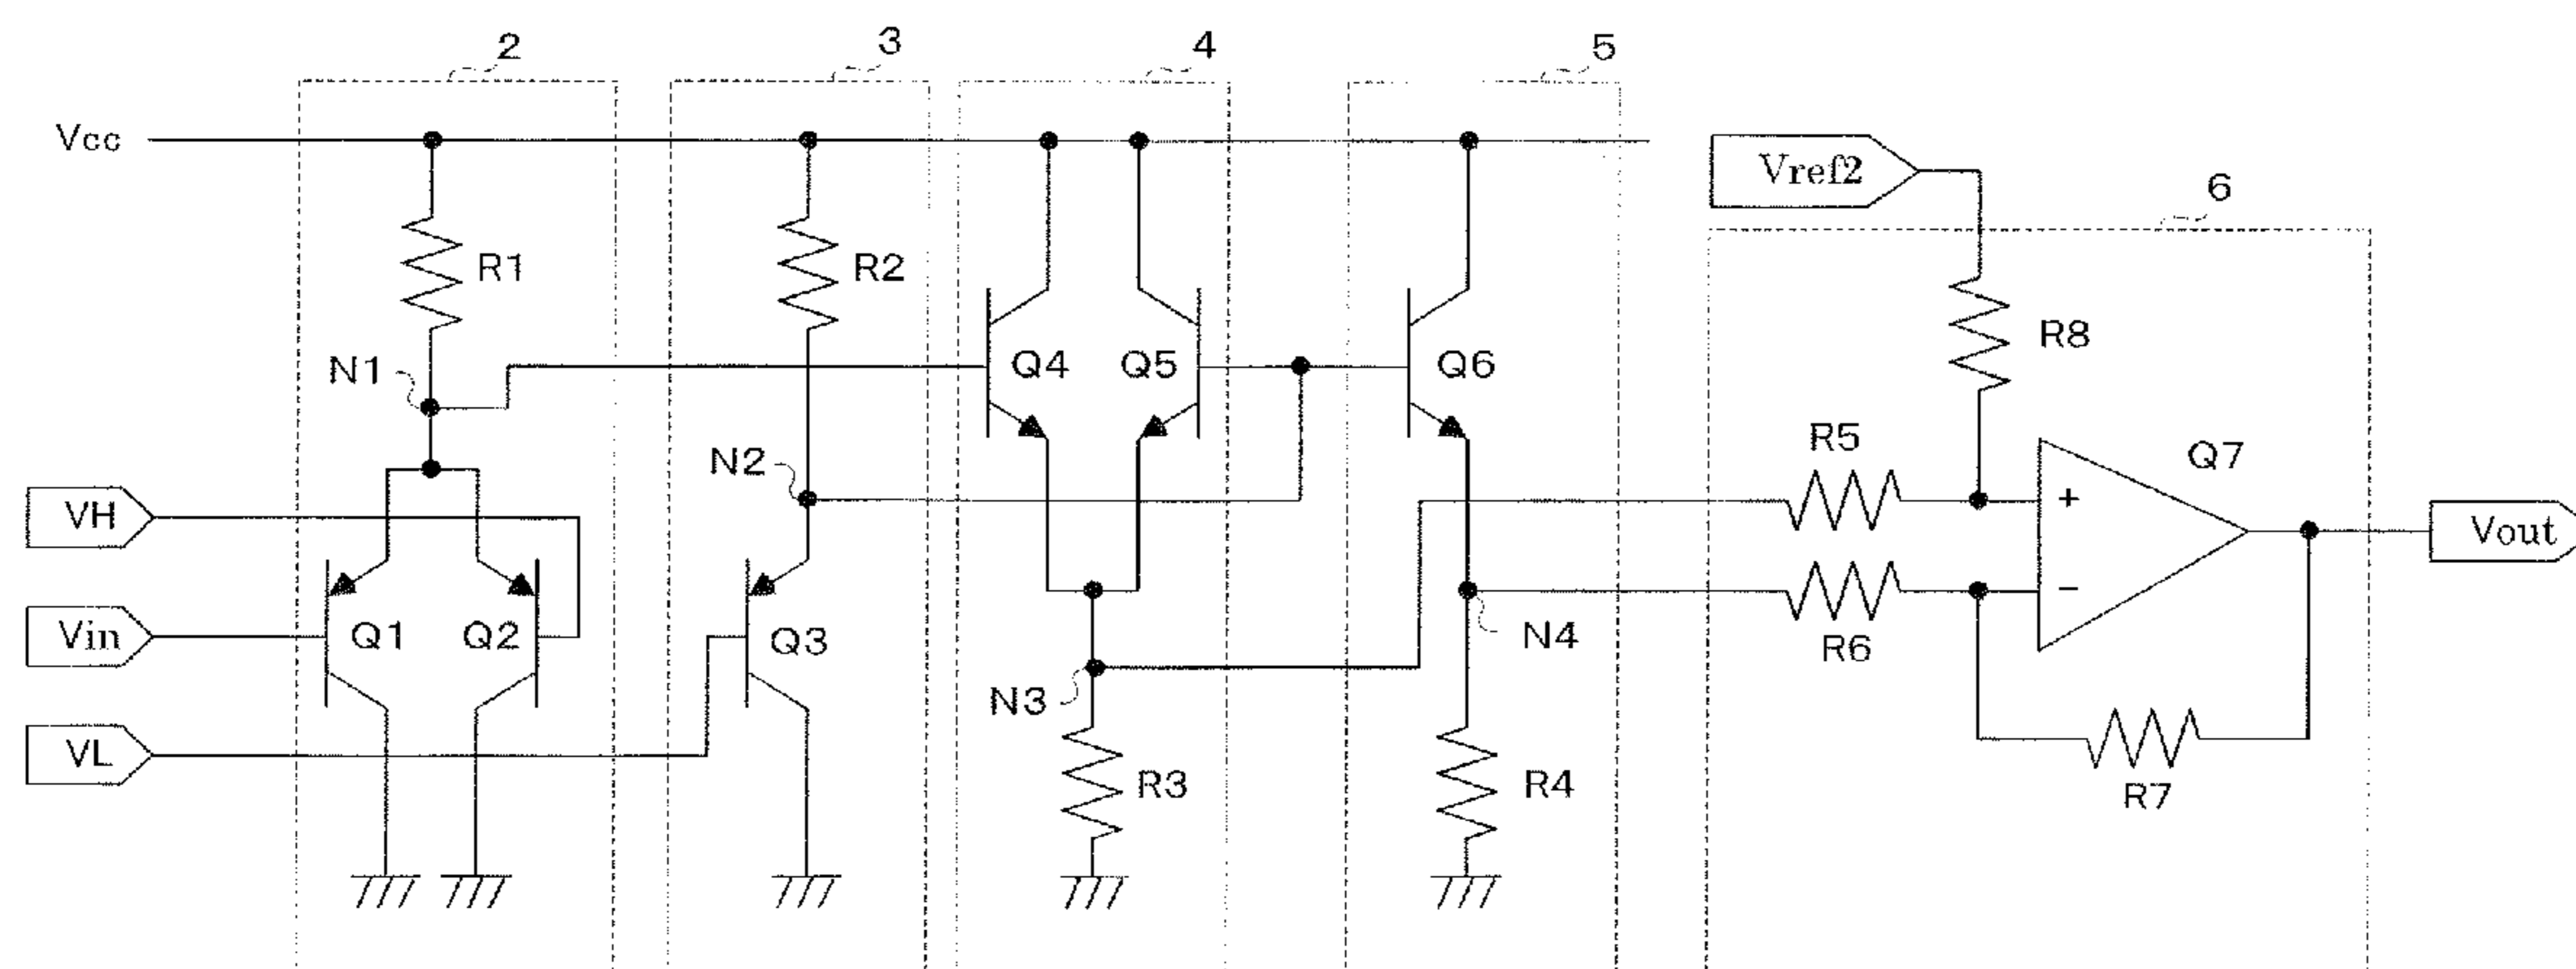 2
3
4
5
Vcc
Vref2
6
R1
R2
R8
N1
Q4
Q5
Q6
R5
Q7
N2
VH
+
Vout
Vin
Q1
Q2
Q3
−
N4
R6
N3
VL
R3
R4
R7